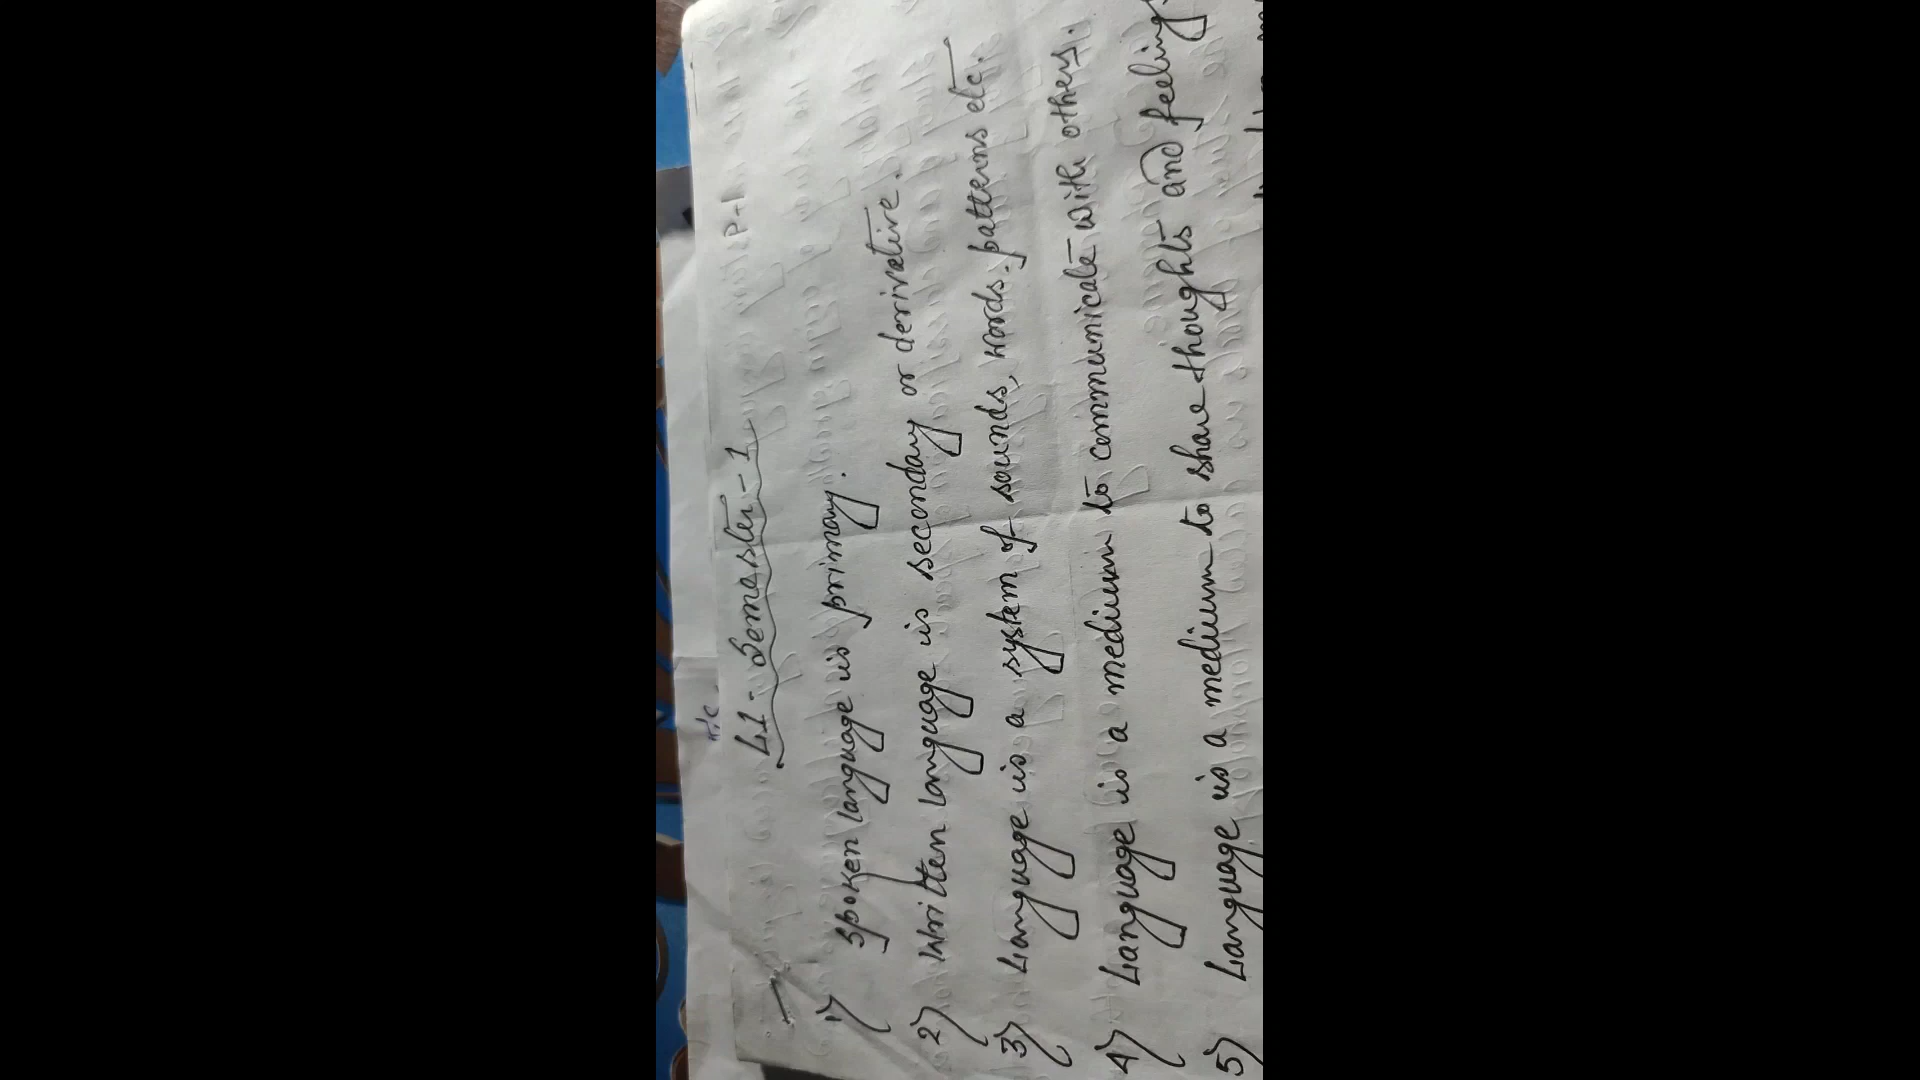 L1 - Semester - 1
P-1
1) Spoken language is primary.
2) Written language is secondary or derivative.
3) Language is a system of sounds, words. patterns etc.
4) Language is a medium to communicate with others.
5) Language is a medium to share thoughts and feeling